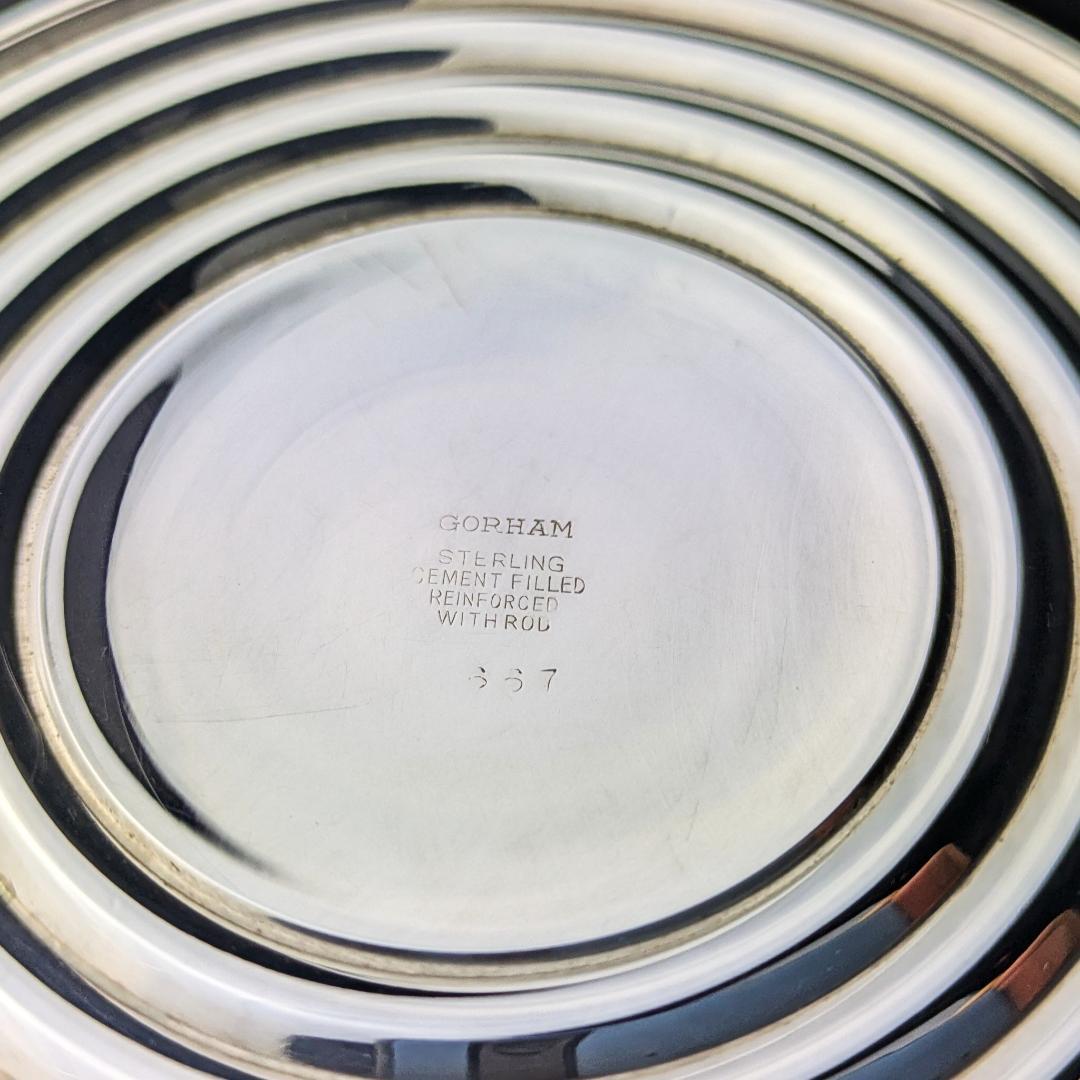 GORHAM
STERLING
CEMENT FILLED
REINFORCED
WITH ROD
667